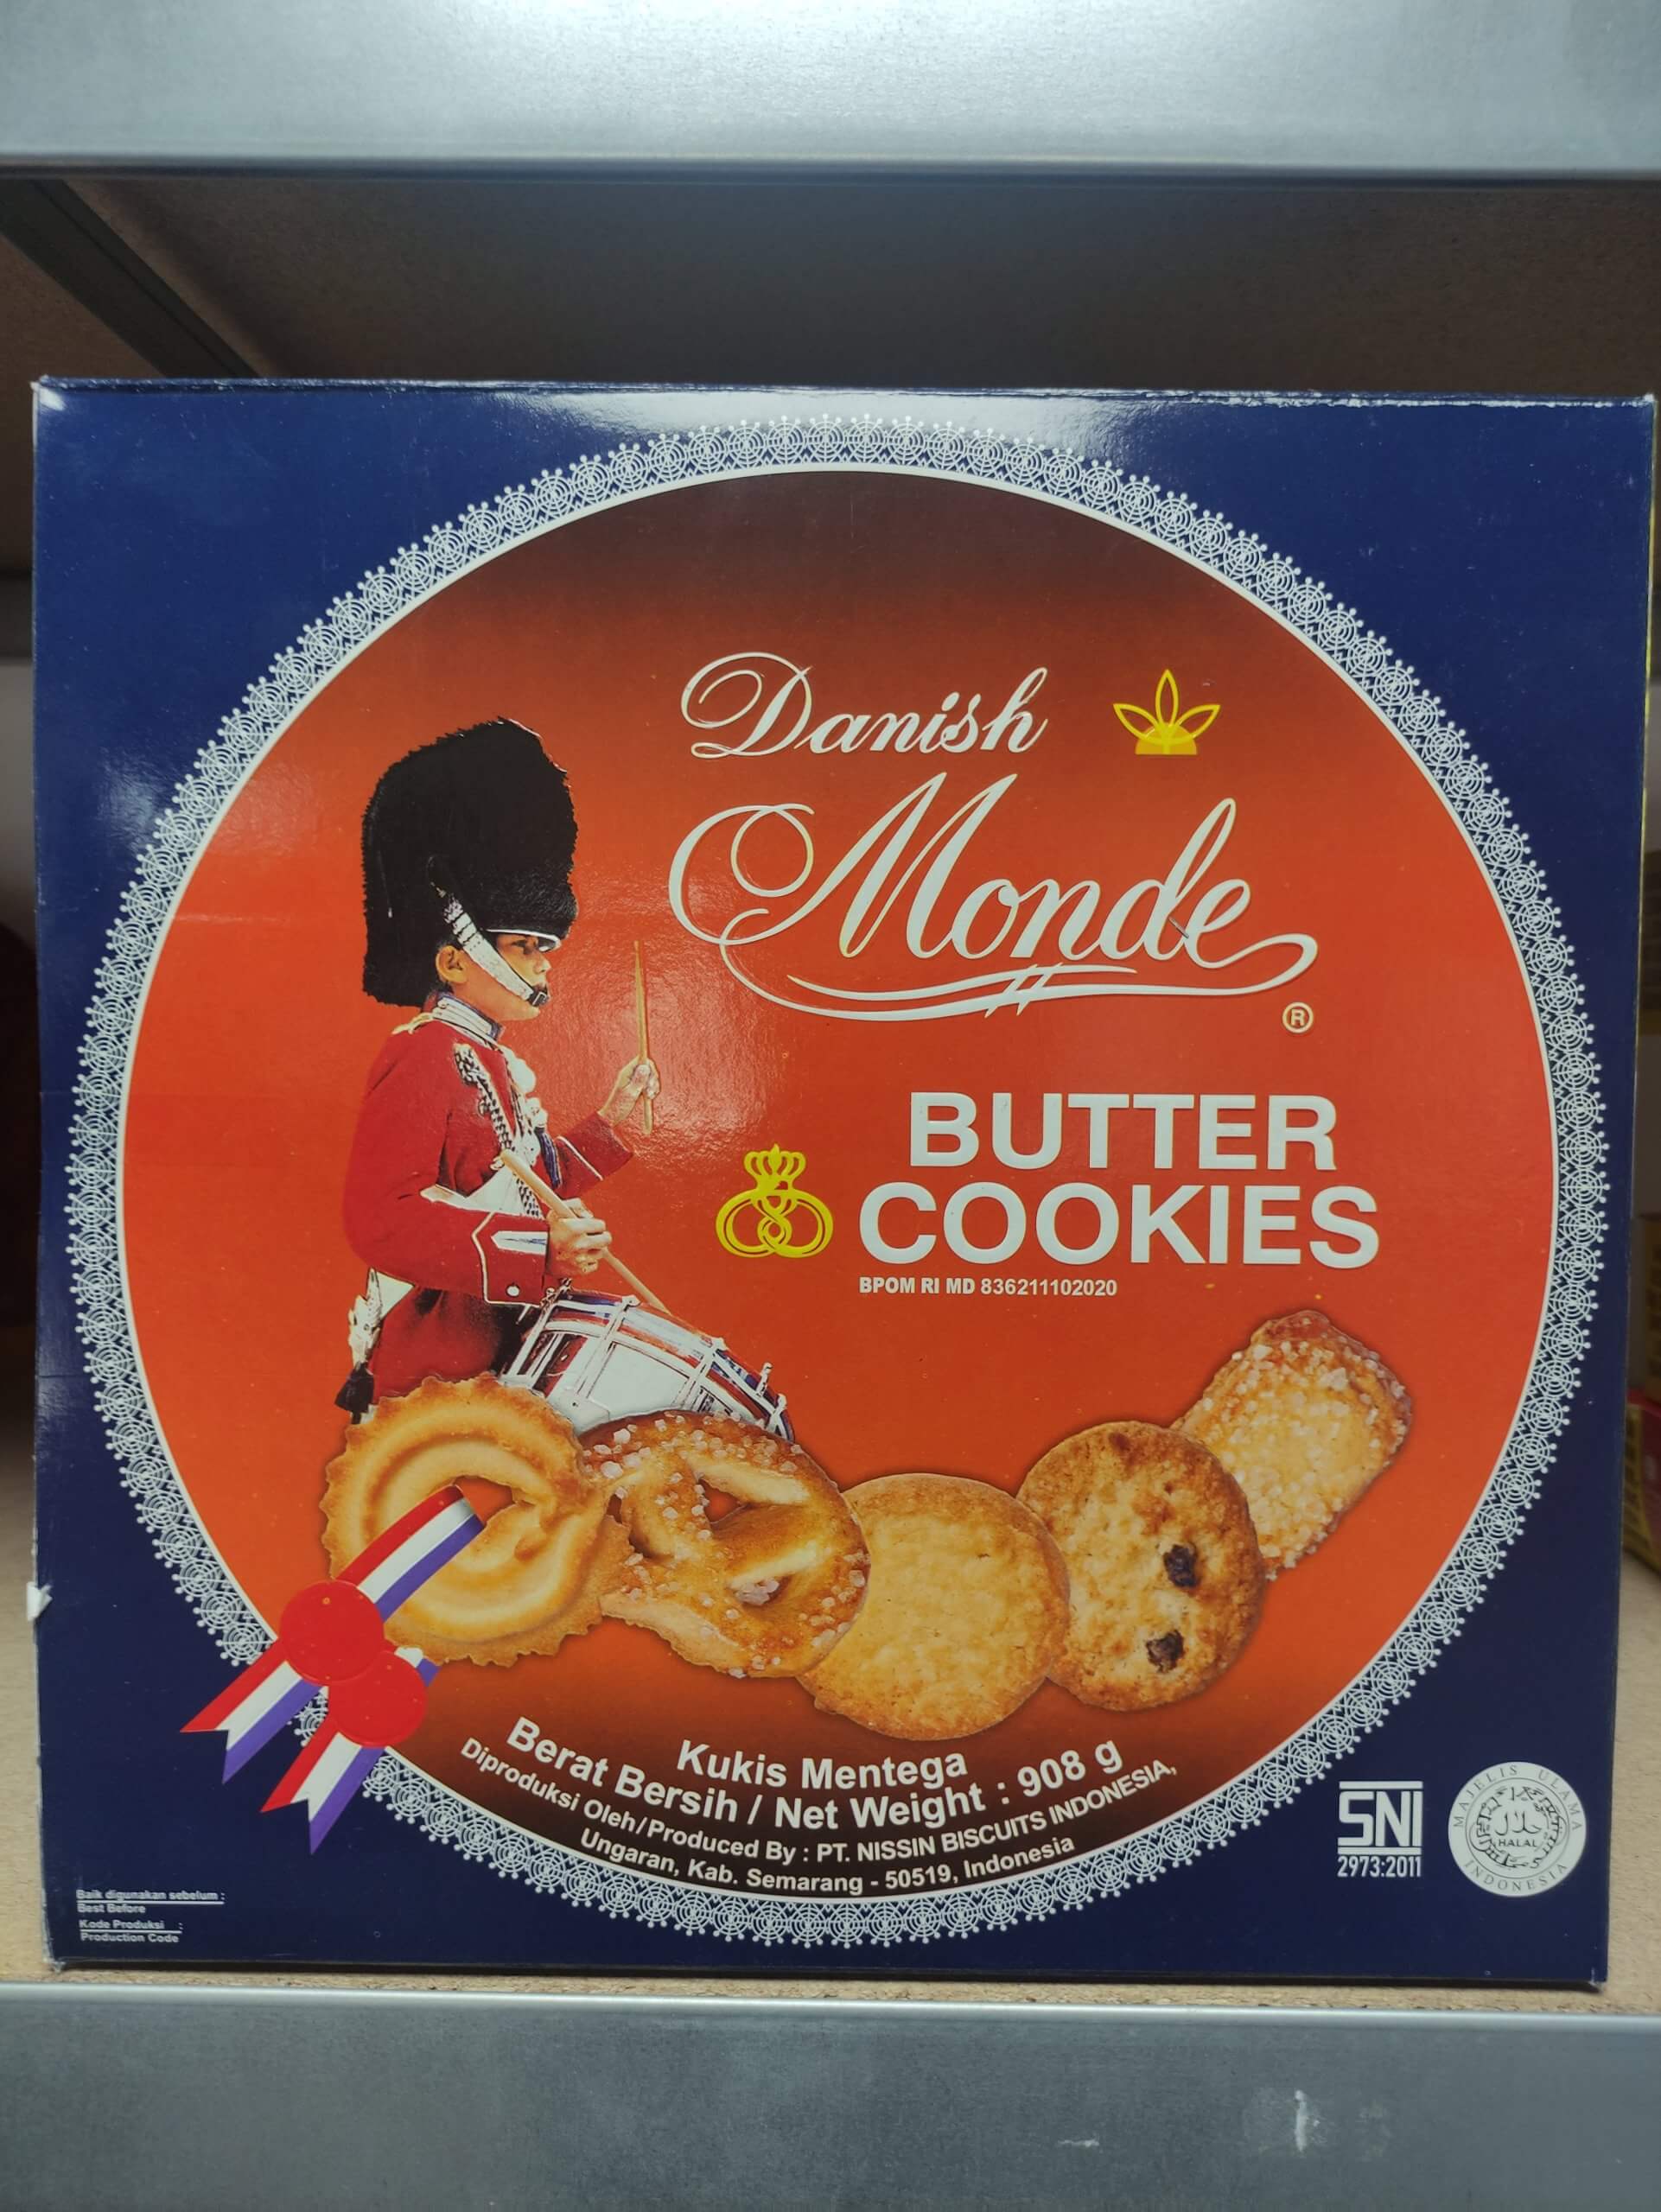 Danish
Monde
®
BUTTER
COOKIES
BPOM RI MD 836211102020
Kukis Mentega
Berat Bersih / Net Weight : 908 g
Diproduksi Oleh/Produced By : PT. NISSIN BISCUITS INDONESIA,
Ungaran, Kab. Semarang - 50519, Indonesia
SNI
2973:2011
MAJELIS ULAMA
HALAL
INDONESIA
Baik digunakan sebelum :
Best Before
Kode Produksi :
Production Code